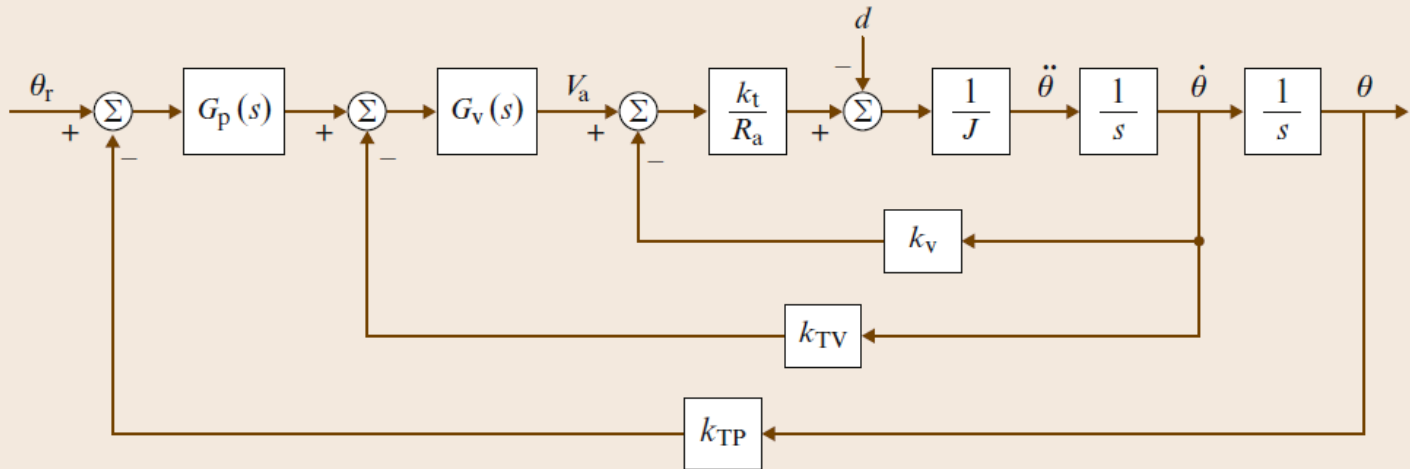 d
θr Σ Gp(s) Σ Gv(s) Va Σ kt/Ra Σ 1/J θ̈ 1/s θ̇ 1/s θ
+ − + − + − + −
kv
kTV
kTP